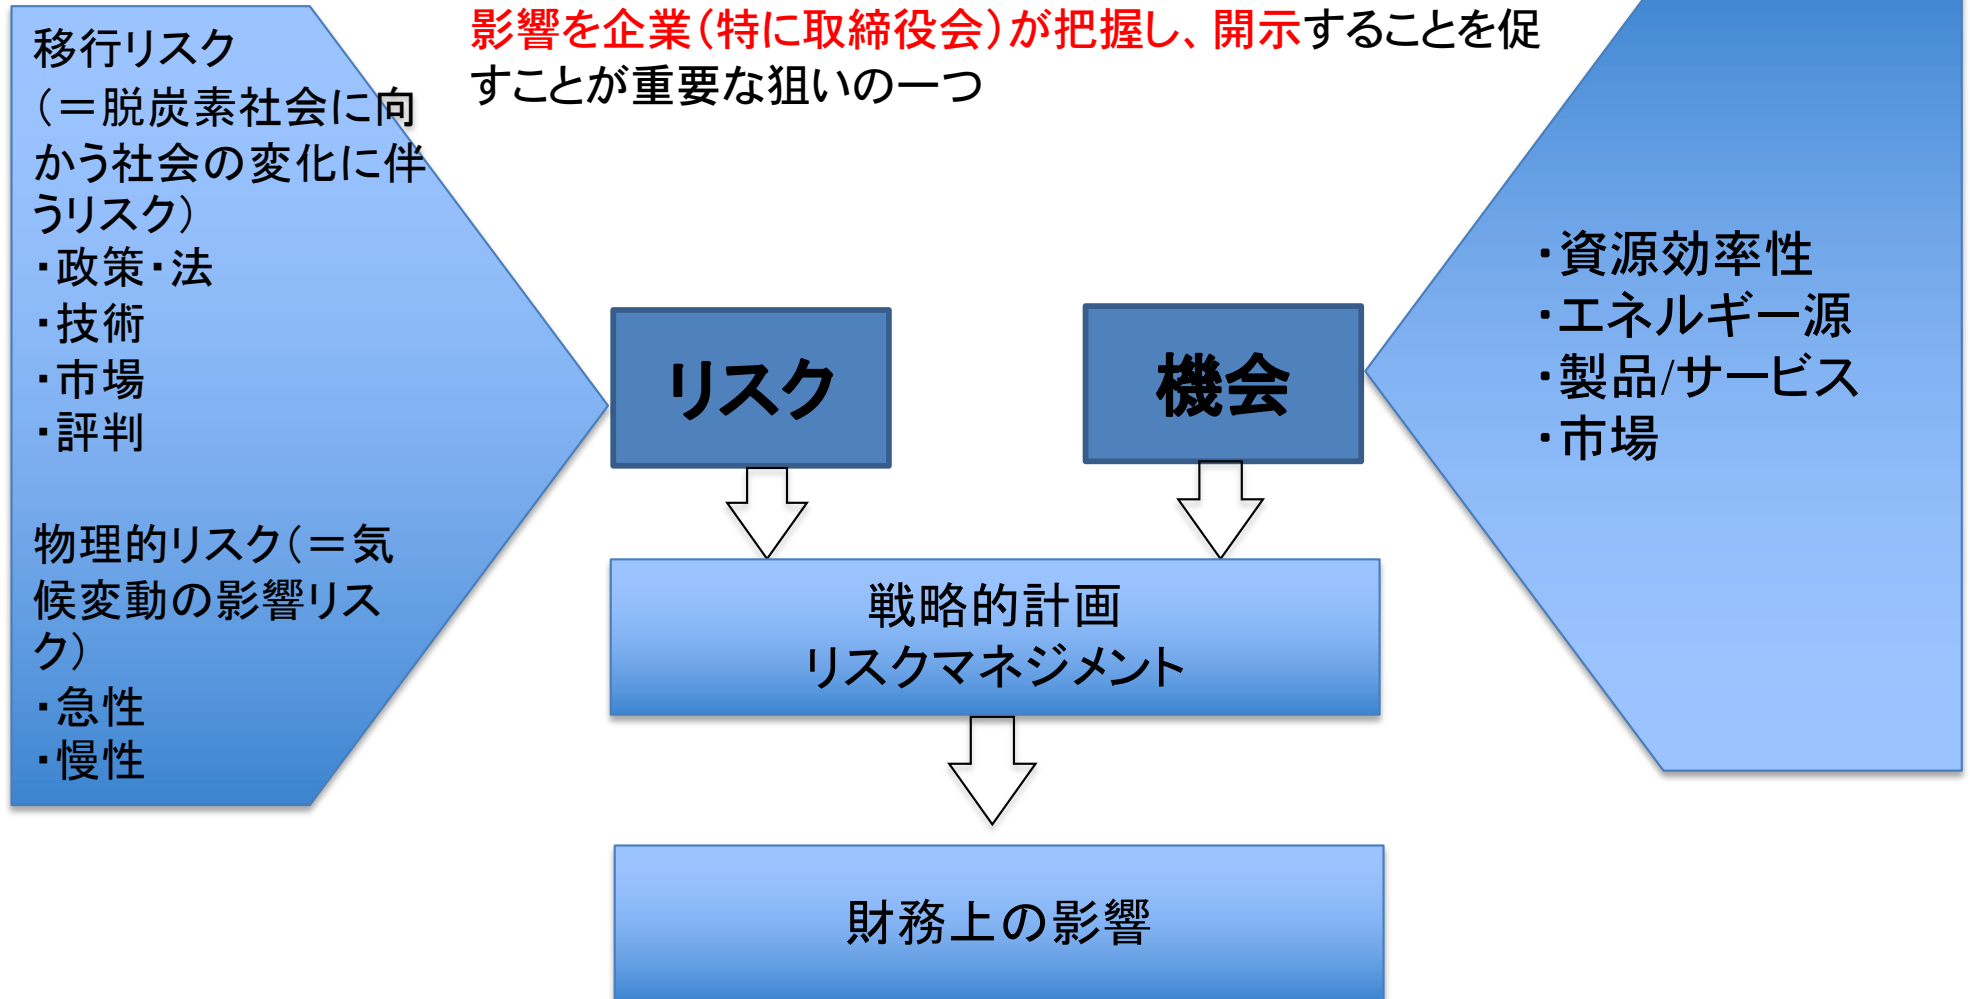 影響を企業（特に取締役会）が把握し、開示することを促
すことが重要な狙いの一つ
移行リスク
（＝脱炭素社会に向
かう社会の変化に伴
うリスク）
・政策・法
・技術
・市場
・評判
物理的リスク（＝気
候変動の影響リス
ク）
・急性
・慢性
リスク
機会
・資源効率性
・エネルギー源
・製品/サービス
・市場
戦略的計画
リスクマネジメント
財務上の影響